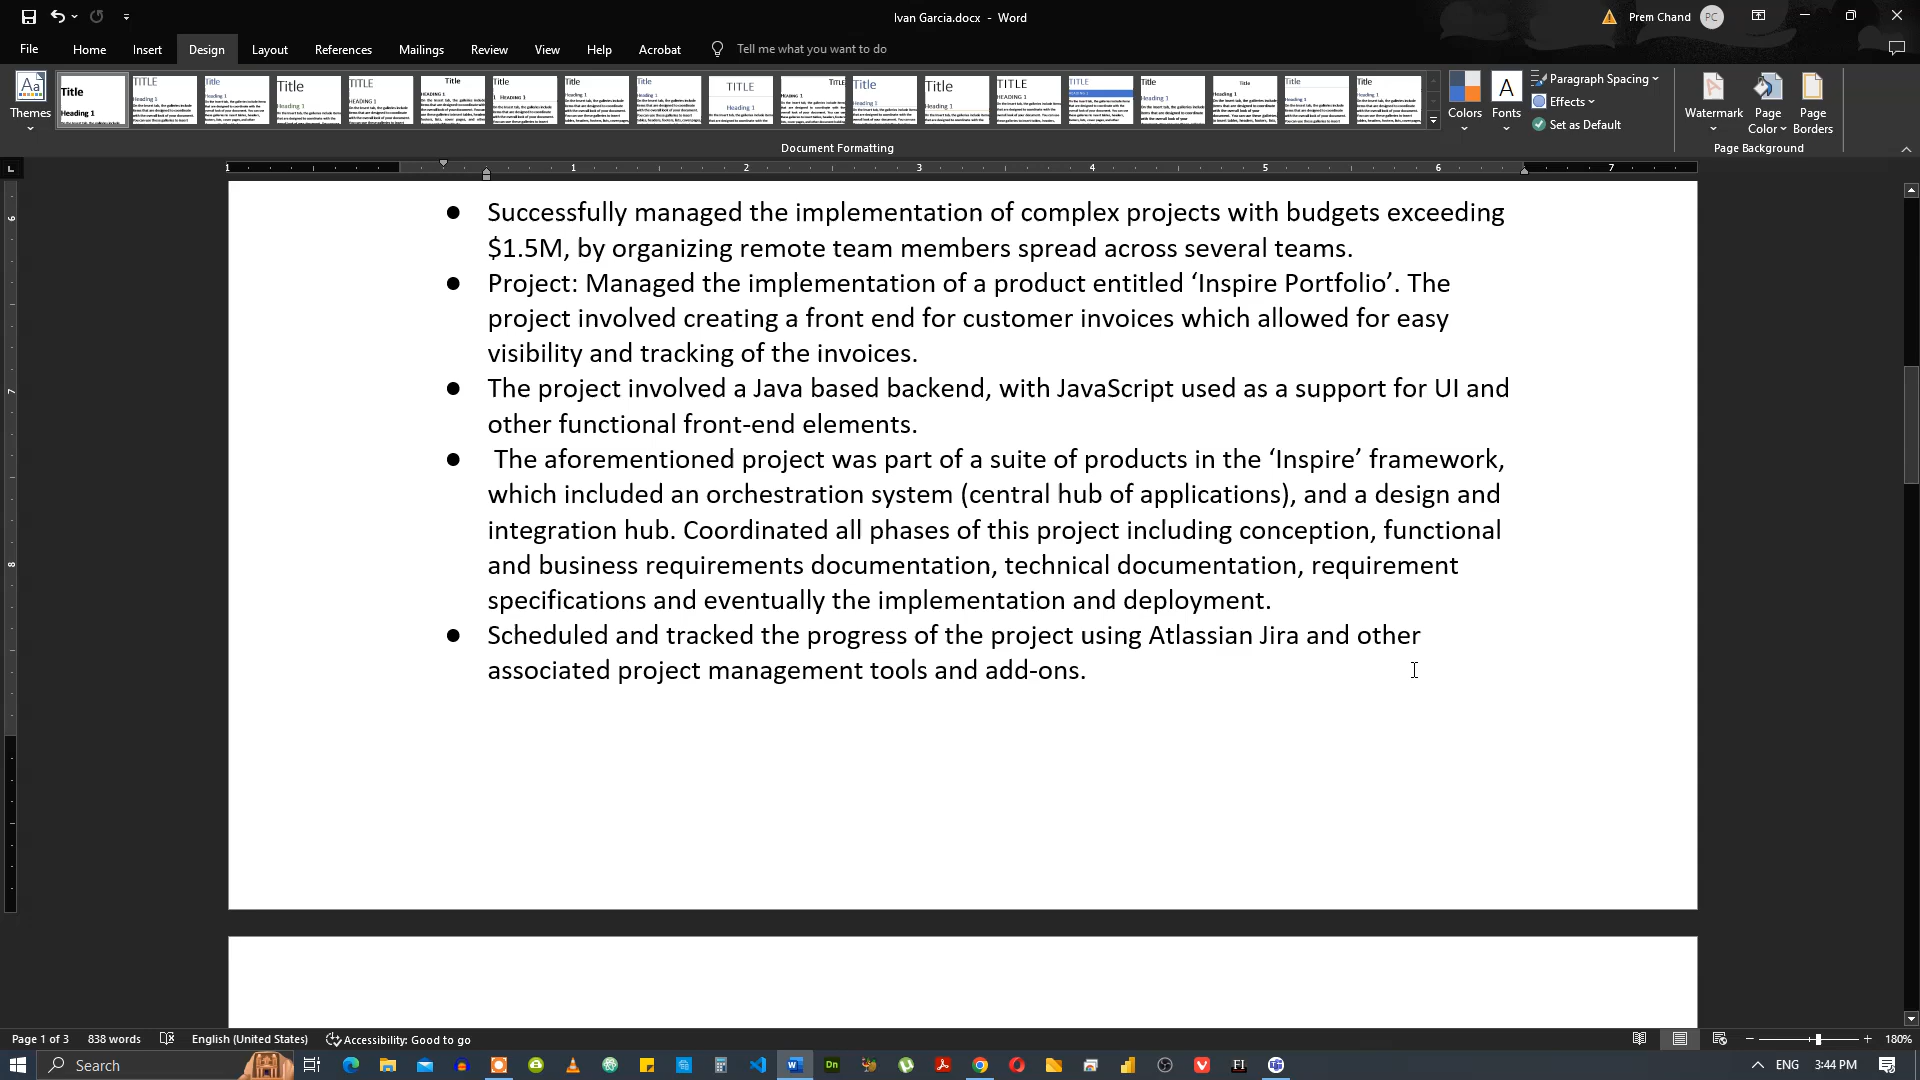 Ivan Garcia.docx - Word
Prem Chand PC
File Home Insert Design Layout References Mailings Review View Help Acrobat Tell me what you want to do
Themes
Colors
Fonts
Paragraph Spacing
Effects
Set as Default
Watermark
Page Color
Page Borders
Document Formatting
Page Background
1 1 2 3 4 5 6 7
● Successfully managed the implementation of complex projects with budgets exceeding
$1.5M, by organizing remote team members spread across several teams.
● Project: Managed the implementation of a product entitled ‘Inspire Portfolio’. The
project involved creating a front end for customer invoices which allowed for easy
visibility and tracking of the invoices.
● The project involved a Java based backend, with JavaScript used as a support for UI and
other functional front-end elements.
● The aforementioned project was part of a suite of products in the ‘Inspire’ framework,
which included an orchestration system (central hub of applications), and a design and
integration hub. Coordinated all phases of this project including conception, functional
and business requirements documentation, technical documentation, requirement
specifications and eventually the implementation and deployment.
● Scheduled and tracked the progress of the project using Atlassian Jira and other
associated project management tools and add-ons.
Page 1 of 3 838 words English (United States) Accessibility: Good to go 180%
Search ENG 3:44 PM